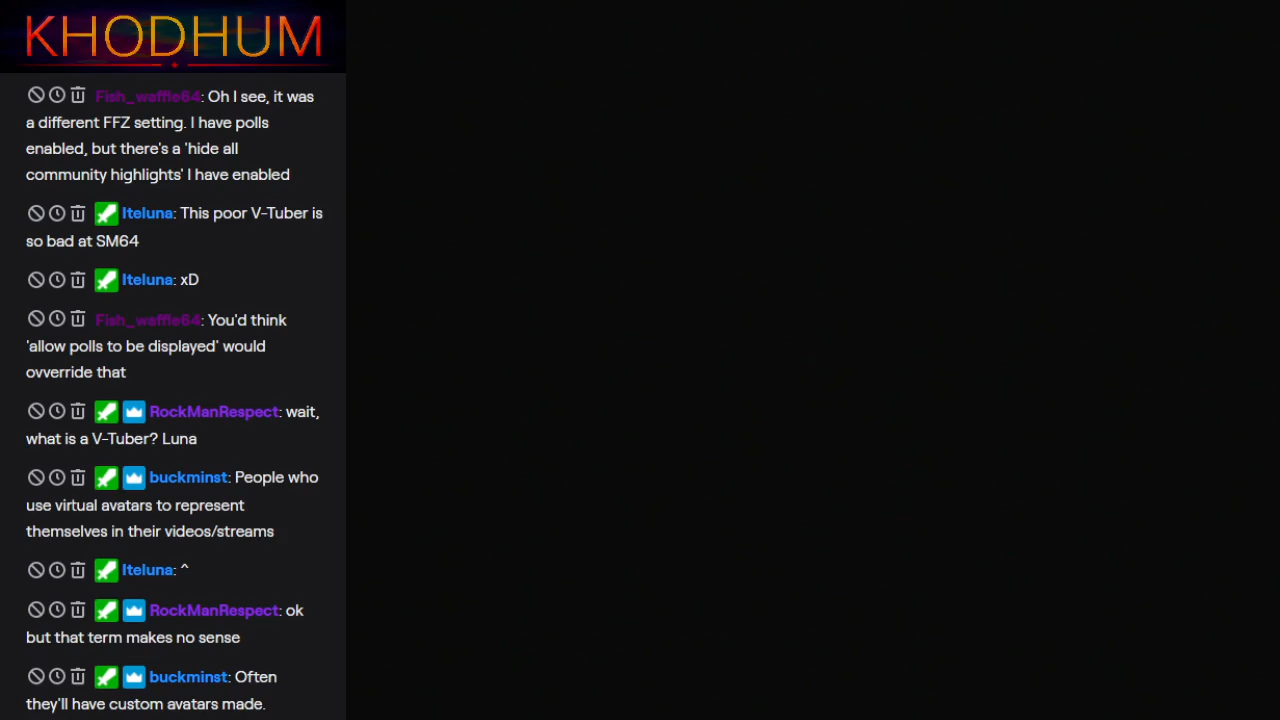 KHODHUM
Fish_waffle64: Oh I see, it was
a different FFZ setting. I have polls
enabled, but there's a 'hide all
community highlights' I have enabled
Iteluna: This poor V-Tuber is
so bad at SM64
Iteluna: xD
Fish_waffle64: You'd think
'allow polls to be displayed' would
ovverride that
RockManRespect: wait,
what is a V-Tuber? Luna
buckminst: People who
use virtual avatars to represent
themselves in their videos/streams
Iteluna: ^
RockManRespect: ok
but that term makes no sense
buckminst: Often
they'll have custom avatars made.